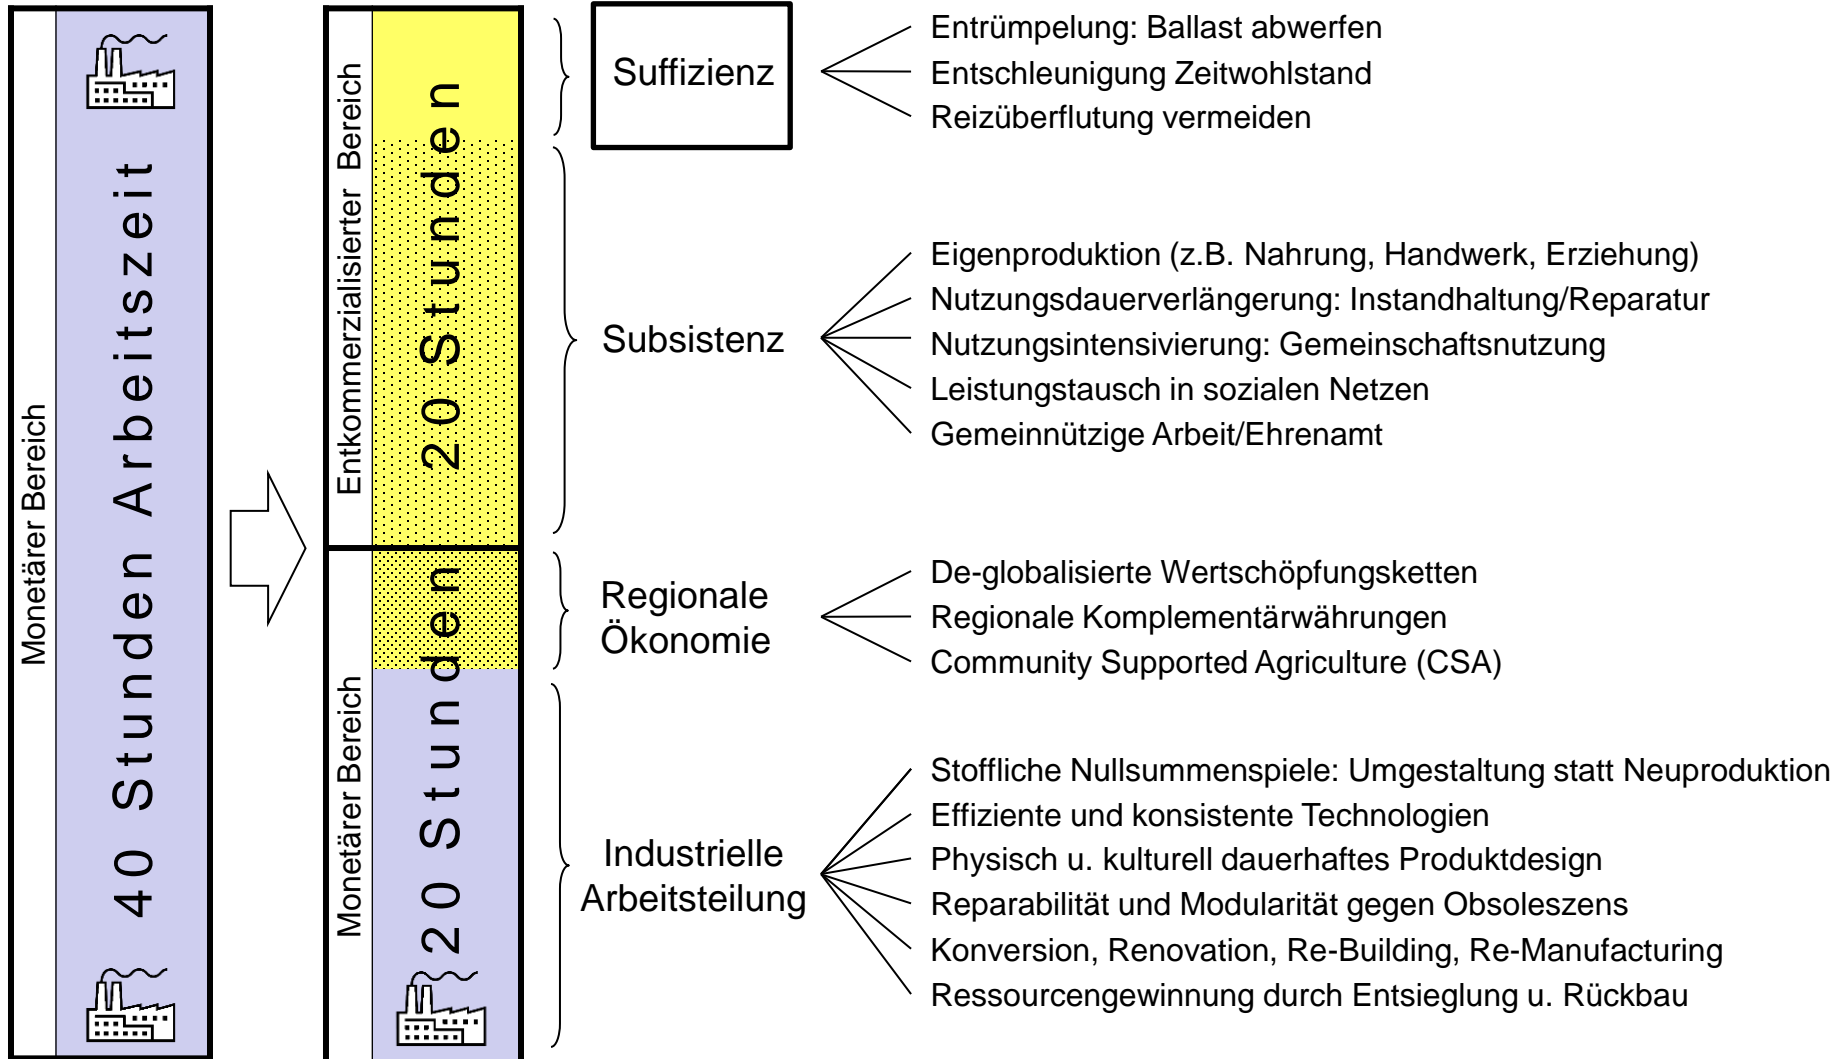 Monetärer Bereich
40 Stunden Arbeitszeit
Entkommerzialisierter Bereich
20 Stunden
Monetärer Bereich
20 Stunden
Suffizienz
Entrümpelung: Ballast abwerfen
Entschleunigung Zeitwohlstand
Reizüberflutung vermeiden
Subsistenz
Eigenproduktion (z.B. Nahrung, Handwerk, Erziehung)
Nutzungsdauerverlängerung: Instandhaltung/Reparatur
Nutzungsintensivierung: Gemeinschaftsnutzung
Leistungstausch in sozialen Netzen
Gemeinnützige Arbeit/Ehrenamt
Regionale
Ökonomie
De-globalisierte Wertschöpfungsketten
Regionale Komplementärwährungen
Community Supported Agriculture (CSA)
Industrielle
Arbeitsteilung
Stoffliche Nullsummenspiele: Umgestaltung statt Neuproduktion
Effiziente und konsistente Technologien
Physisch u. kulturell dauerhaftes Produktdesign
Reparabilität und Modularität gegen Obsoleszens
Konversion, Renovation, Re-Building, Re-Manufacturing
Ressourcengewinnung durch Entsieglung u. Rückbau